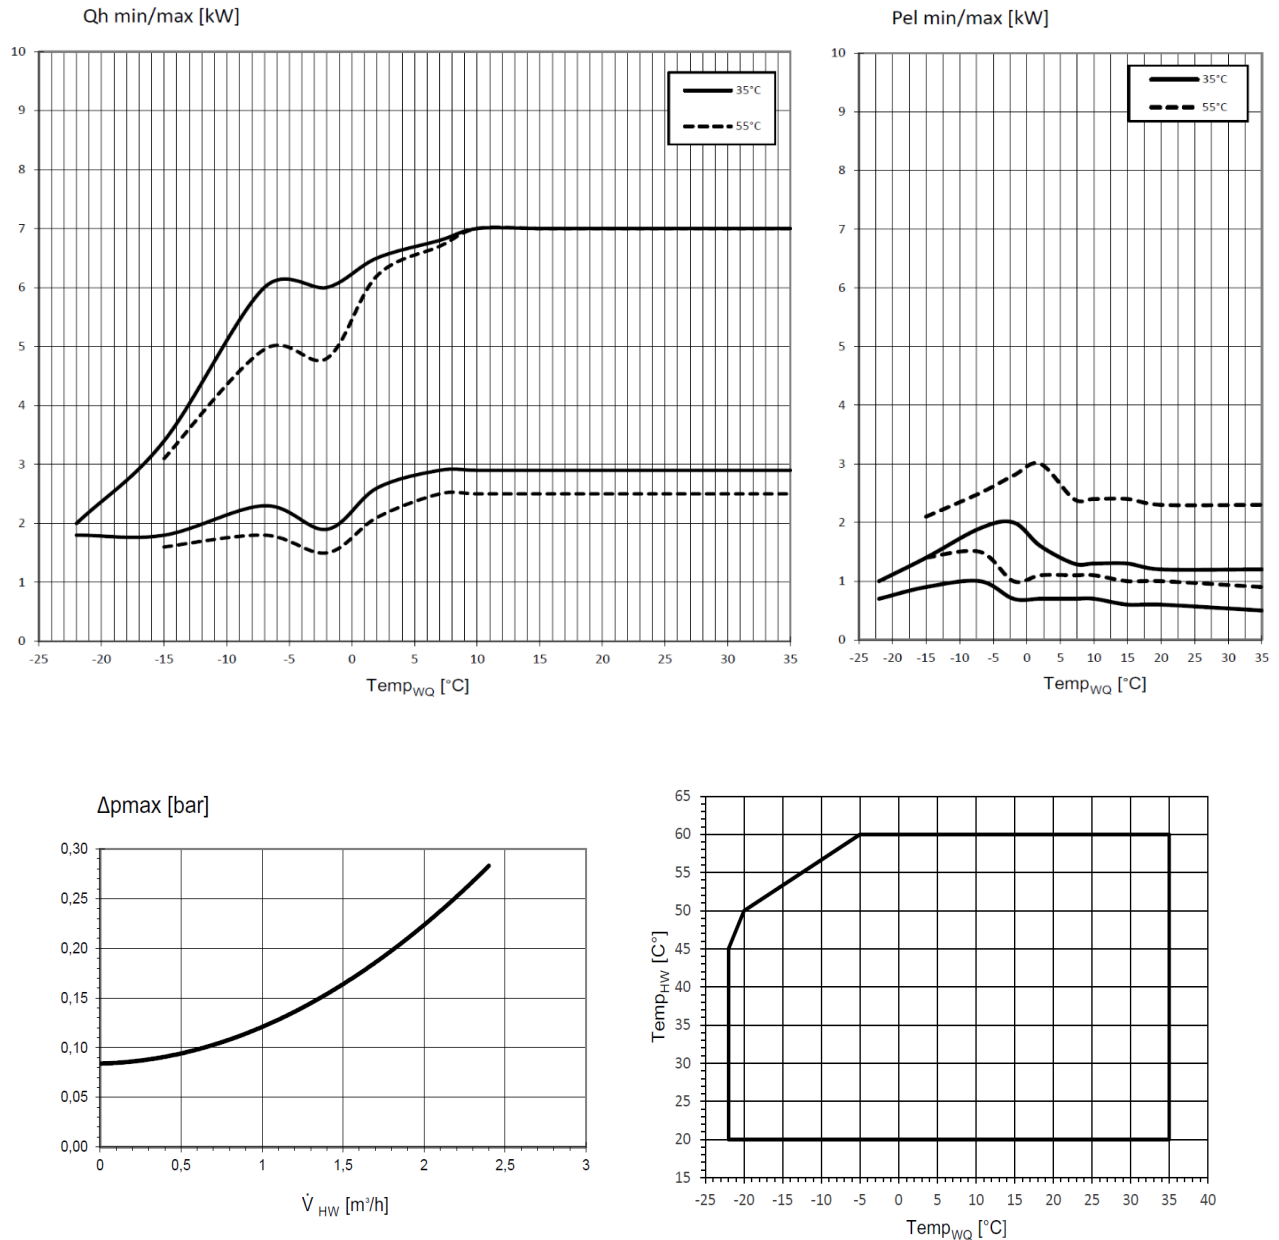 Qh min/max [kW]
10
9
8
7
6
5
4
3
2
1
0
35°C
55°C
-25 -20 -15 -10 -5 0 5 10 15 20 25 30 35
Temp_WQ [°C]
Pel min/max [kW]
10
9
8
7
6
5
4
3
2
1
0
35°C
55°C
-25 -20 -15 -10 -5 0 5 10 15 20 25 30 35
Temp_WQ [°C]
Δpmax [bar]
0,30
0,25
0,20
0,15
0,10
0,05
0,00
0 0,5 1 1,5 2 2,5 3
V̇ HW [m³/h]
65
60
55
50
45
40
35
30
25
20
15
Temp_HW [C°]
-25 -20 -15 -10 -5 0 5 10 15 20 25 30 35 40
Temp_WQ [°C]